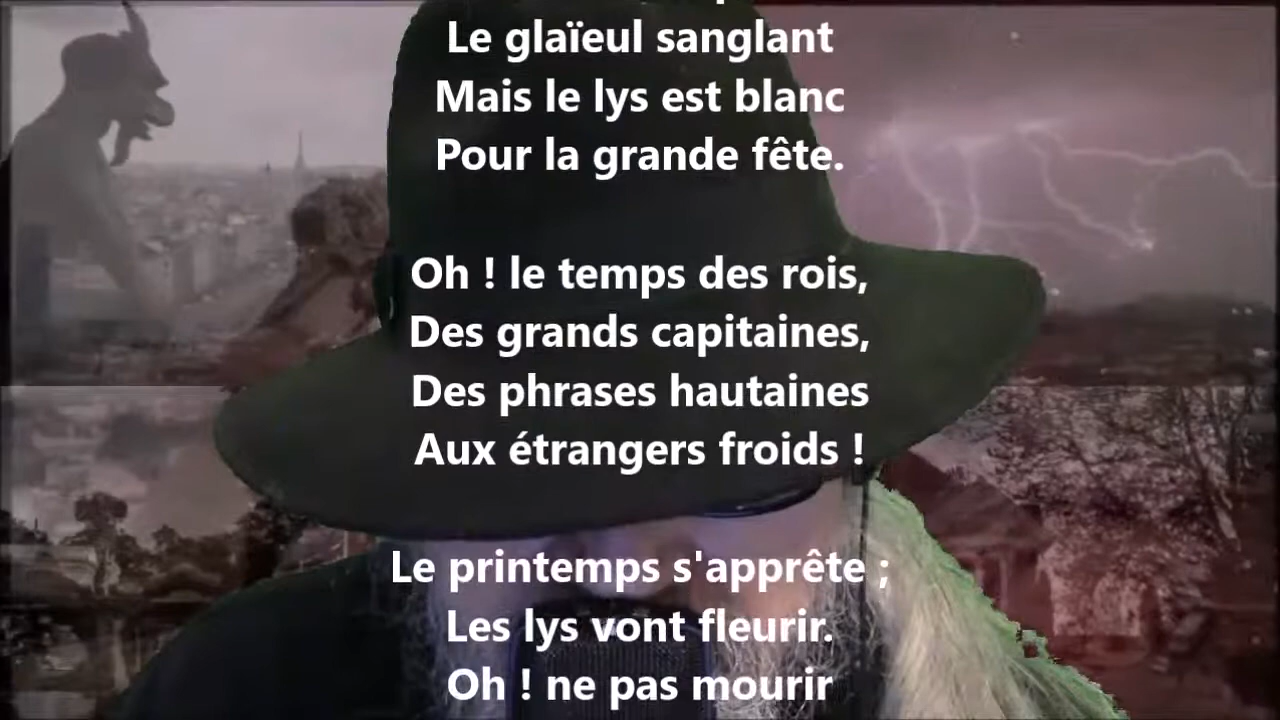 Le glaïeul sanglant
Mais le lys est blanc
Pour la grande fête.
Oh ! le temps des rois,
Des grands capitaines,
Des phrases hautaines
Aux étrangers froids !
Le printemps s'apprête ;
Les lys vont fleurir.
Oh ! ne pas mourir